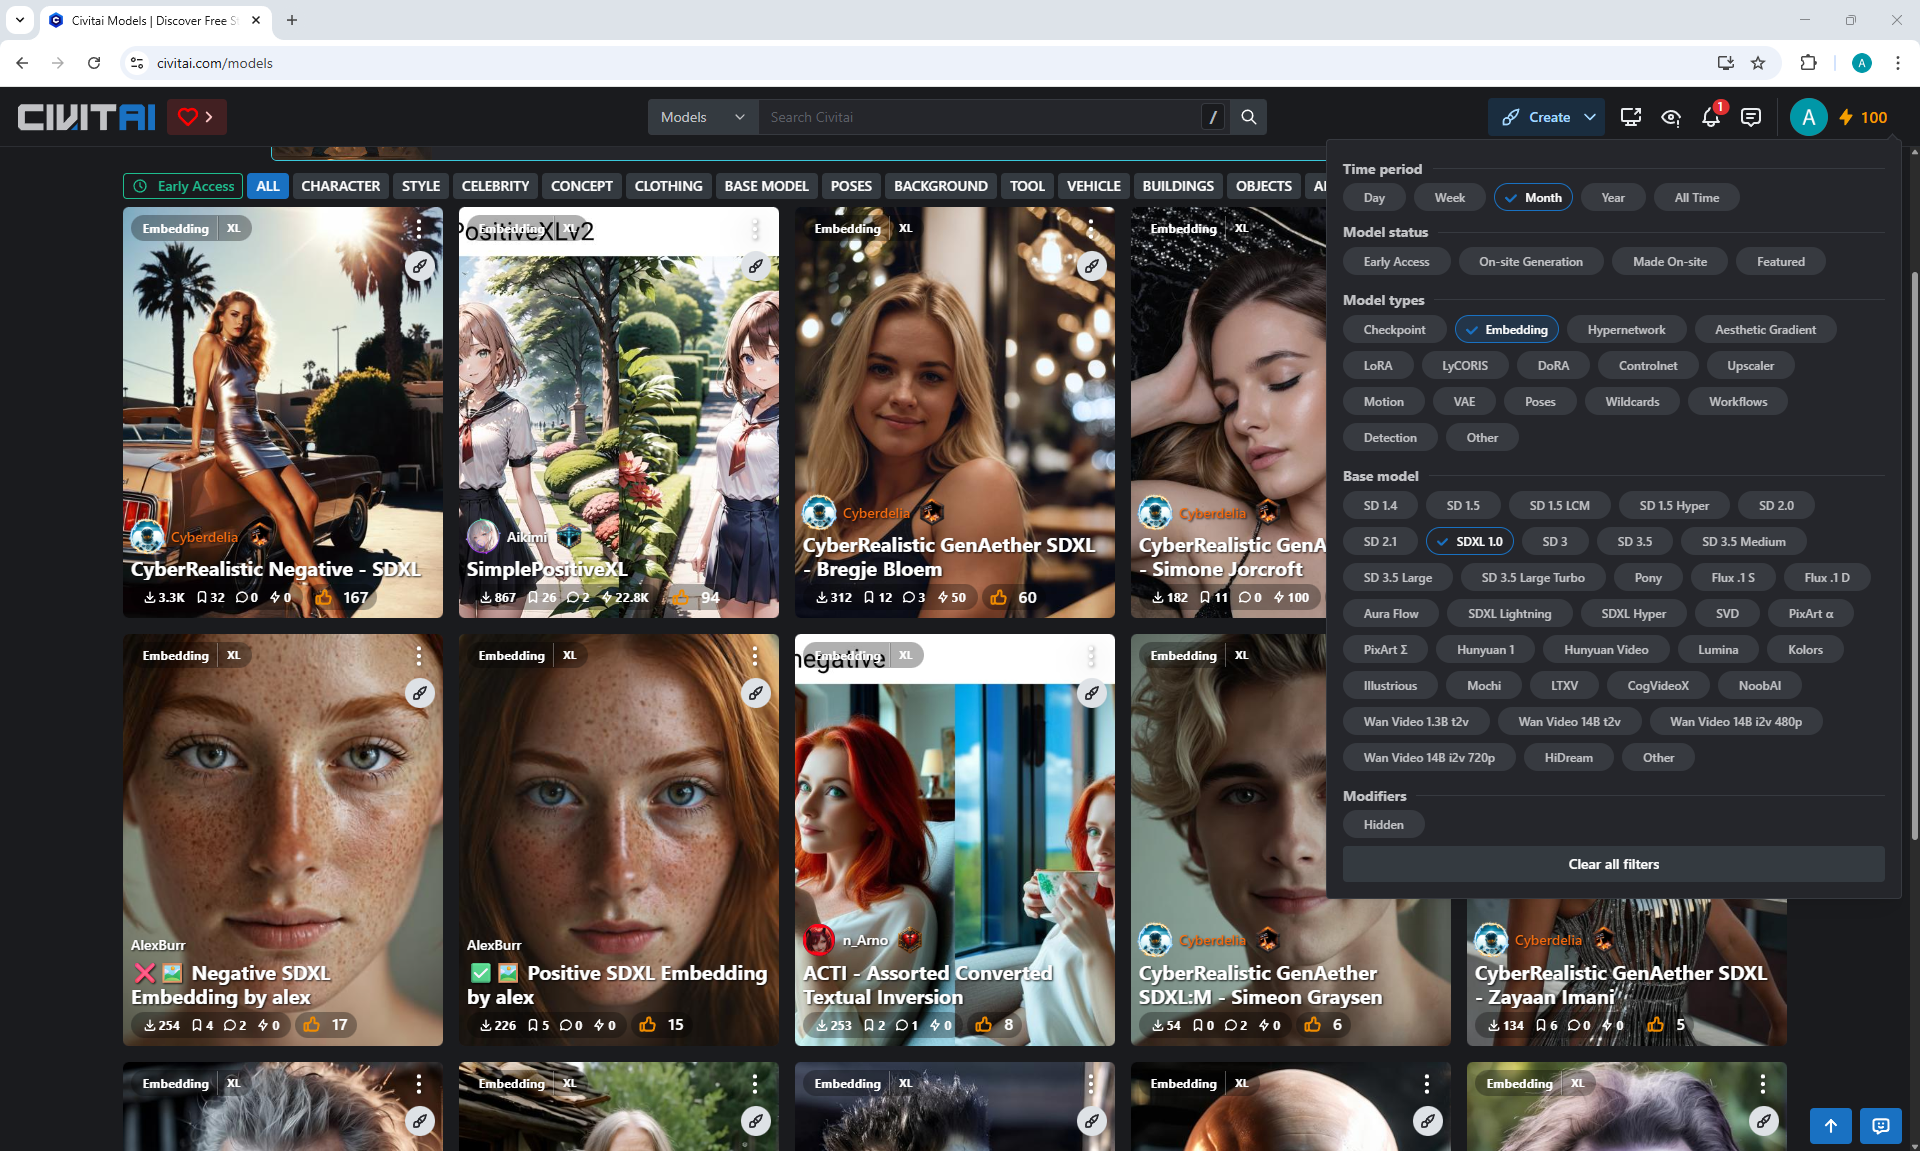 Civitai Models | Discover Free S
civitai.com/models
A
CIVITAI
Models
Search Civitai
/
Create
1
A
100
Early Access
ALL
CHARACTER
STYLE
CELEBRITY
CONCEPT
CLOTHING
BASE MODEL
POSES
BACKGROUND
TOOL
VEHICLE
BUILDINGS
OBJECTS
Time period
Day
Week
Month
Year
All Time
Model status
Early Access
On-site Generation
Made On-site
Featured
Model types
Checkpoint
Embedding
Hypernetwork
Aesthetic Gradient
LoRA
LyCORIS
DoRA
Controlnet
Upscaler
Motion
VAE
Poses
Wildcards
Workflows
Detection
Other
Base model
SD 1.4
SD 1.5
SD 1.5 LCM
SD 1.5 Hyper
SD 2.0
SD 2.1
SDXL 1.0
SD 3
SD 3.5
SD 3.5 Medium
SD 3.5 Large
SD 3.5 Large Turbo
Pony
Flux .1 S
Flux .1 D
Aura Flow
SDXL Lightning
SDXL Hyper
SVD
PixArt α
PixArt Σ
Hunyuan 1
Hunyuan Video
Lumina
Kolors
Illustrious
Mochi
LTXV
CogVideoX
NoobAI
Wan Video 1.3B t2v
Wan Video 14B t2v
Wan Video 14B i2v 480p
Wan Video 14B i2v 720p
HiDream
Other
Modifiers
Hidden
Clear all filters
Embedding XL
Cyberdelia
CyberRealistic Negative - SDXL
3.3K 32 0 0 167
Embedding XL
PositiveXLv2
Aikimi
SimplePositiveXL
867 26 2 22.8K 94
Embedding XL
Cyberdelia
CyberRealistic GenAether SDXL
- Bregje Bloem
312 12 3 50 60
Embedding XL
Cyberdelia
CyberRealistic GenA
- Simone Jorcroft
182 11 0 100
Embedding XL
AlexBurr
❌🖼️ Negative SDXL
Embedding by alex
254 4 2 0 17
Embedding XL
AlexBurr
✅🖼️ Positive SDXL Embedding
by alex
226 5 0 0 15
Embedding XL
negative
n_Arno
ACTI - Assorted Converted
Textual Inversion
253 2 1 0 8
Embedding XL
Cyberdelia
CyberRealistic GenAether
SDXL:M - Simeon Graysen
54 0 2 0 6
Cyberdelia
CyberRealistic GenAether SDXL
- Zayaan Imani
134 6 0 0 5
Embedding XL
Embedding XL
Embedding XL
Embedding XL
Embedding XL